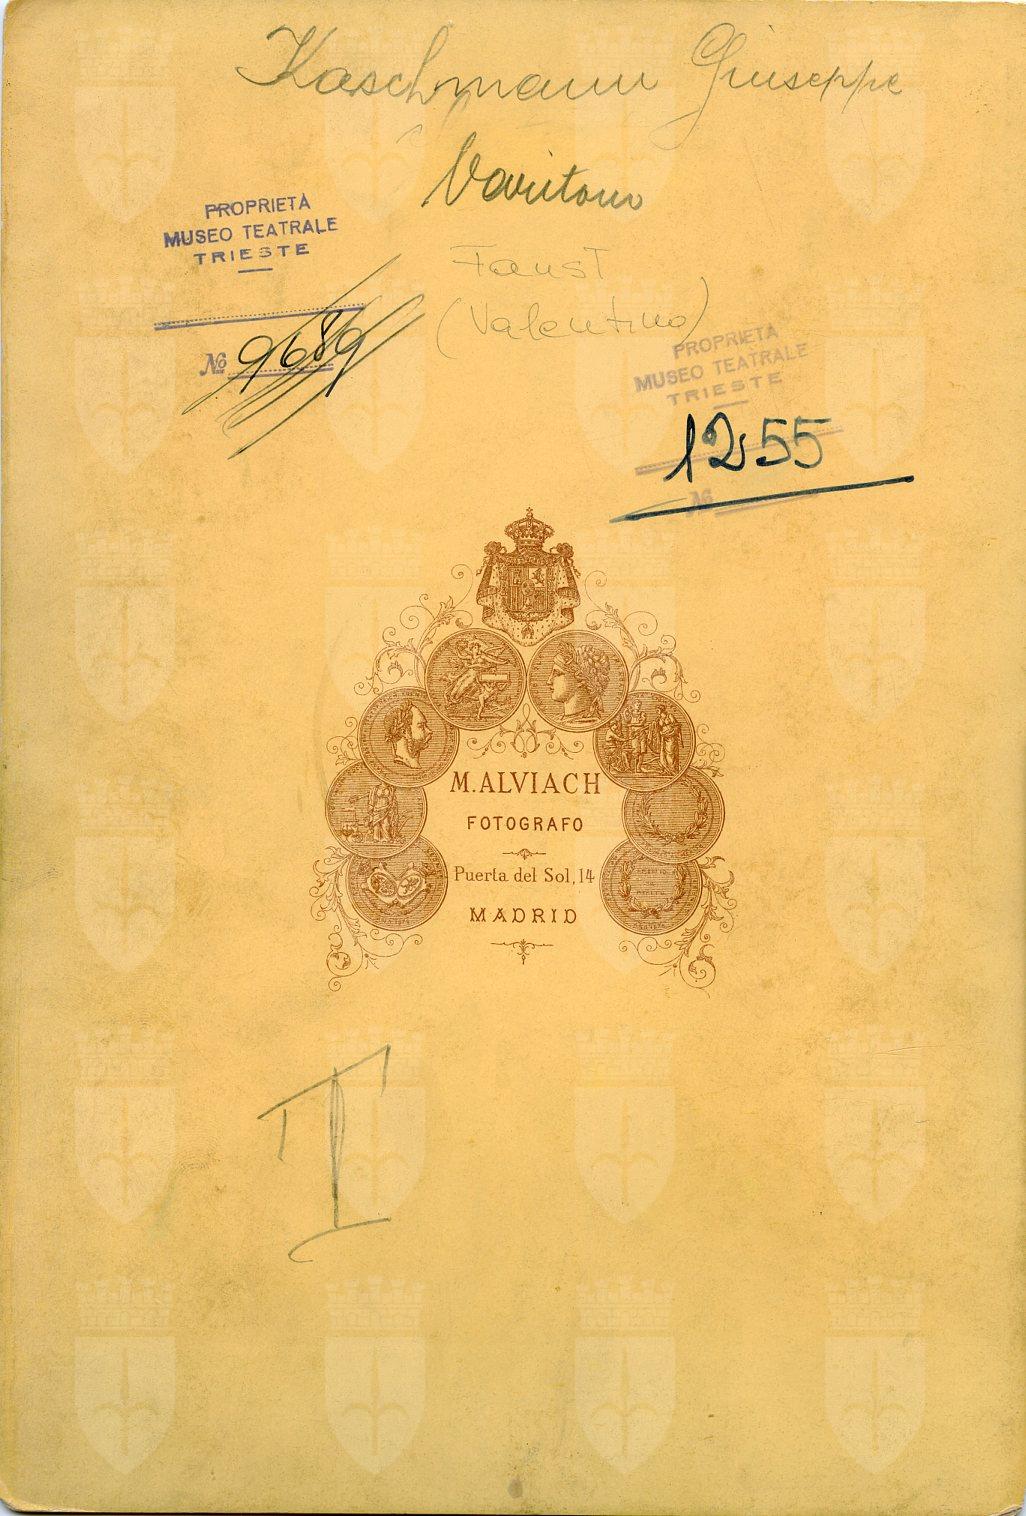 Kaschmann Giuseppe
baritono
Faust
(Valentino)
PROPRIETÀ
MUSEO TEATRALE
TRIESTE
№ 9689
PROPRIETÀ
MUSEO TEATRALE
TRIESTE
1255
№
M. ALVIACH
FOTOGRAFO
Puerta del Sol, 14
MADRID
T